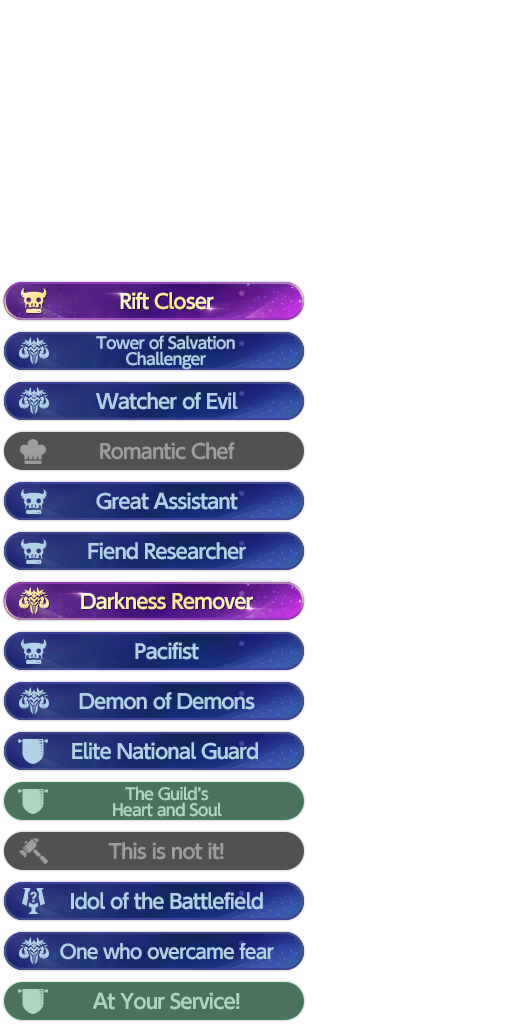 Rift Closer
Tower of Salvation
Challenger
Watcher of Evil
Romantic Chef
Great Assistant
Fiend Researcher
Darkness Remover
Pacifist
Demon of Demons
Elite National Guard
The Guild's
Heart and Soul
This is not it!
?
Idol of the Battlefield
One who overcame fear
At Your Service!